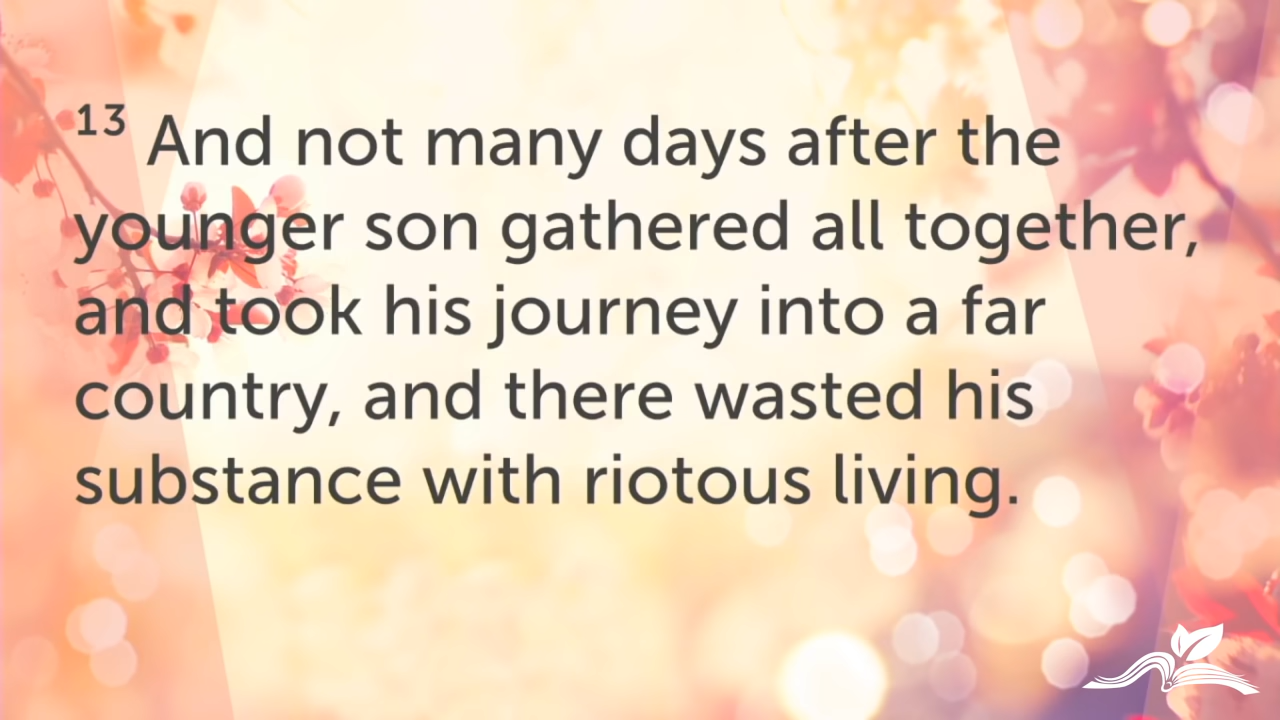 13 And not many days after the
younger son gathered all together,
and took his journey into a far
country, and there wasted his
substance with riotous living.